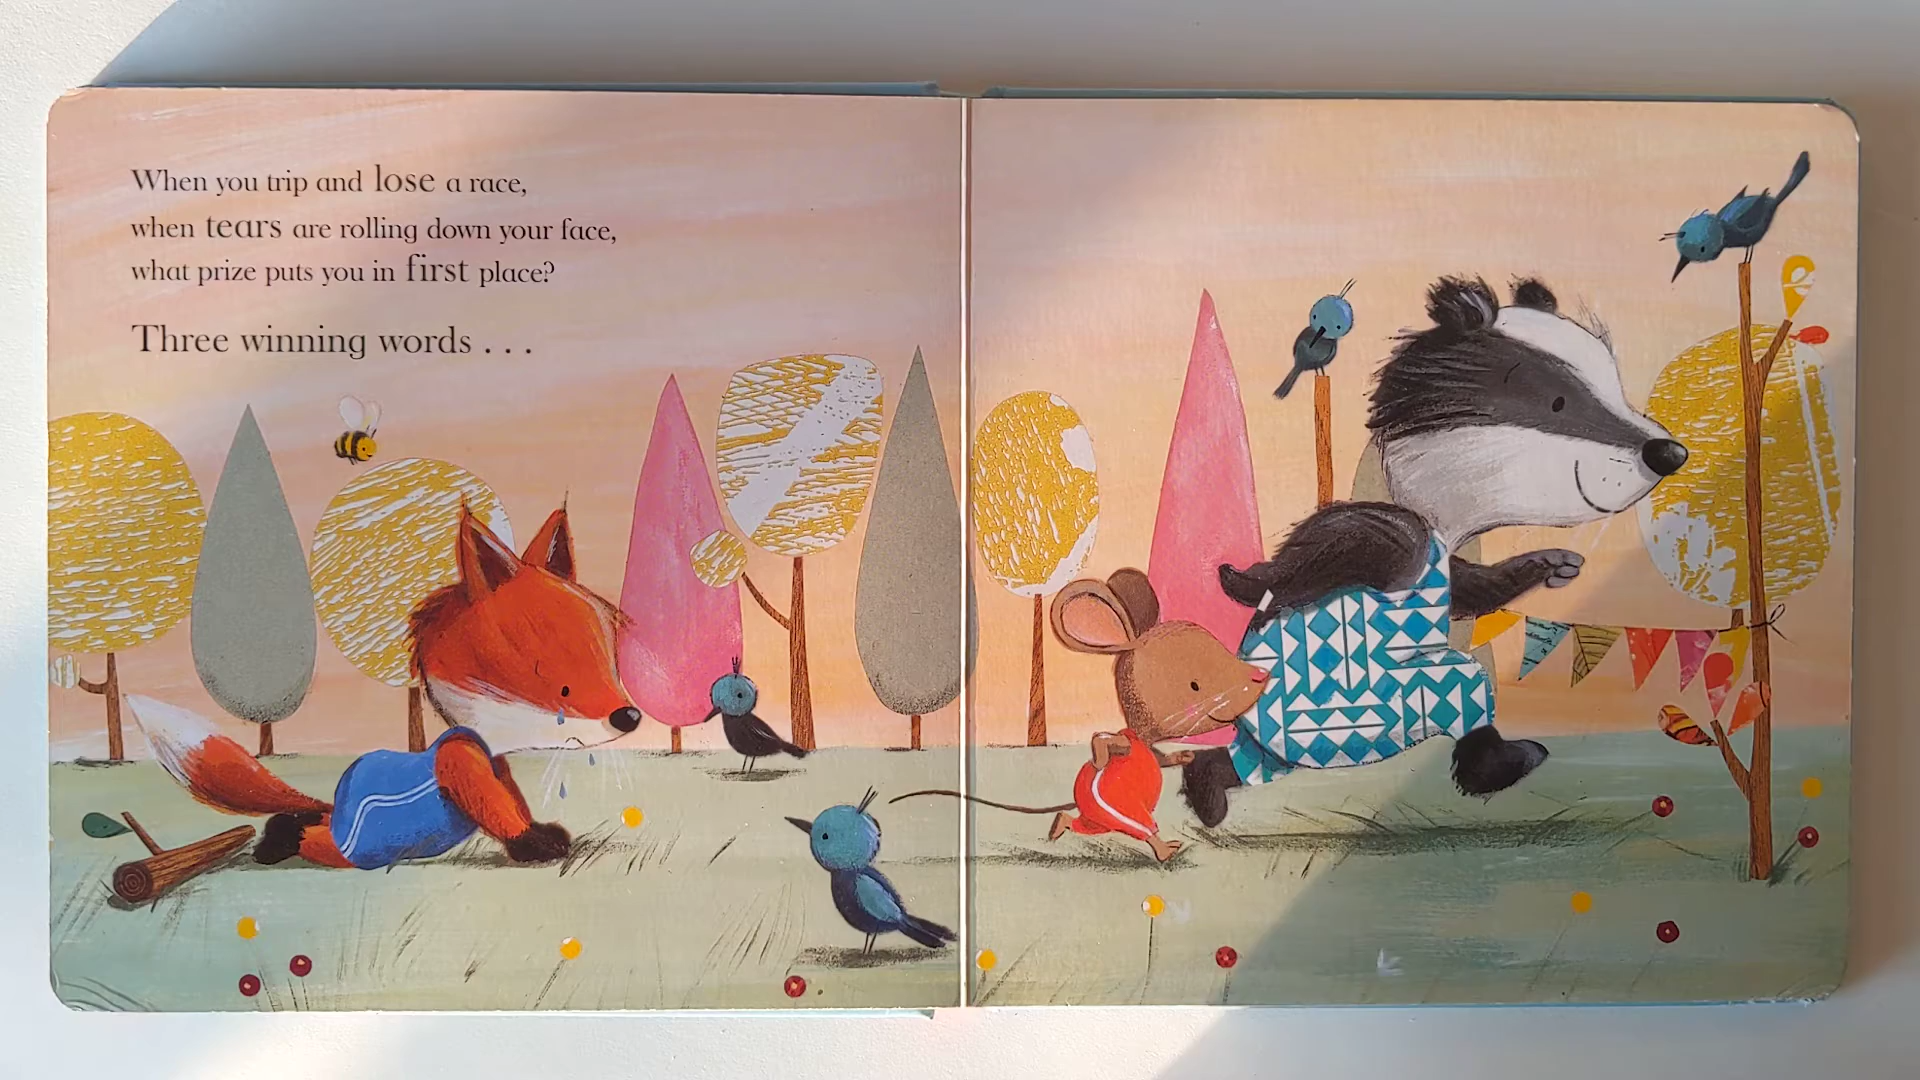 When you trip and lose a race,
when tears are rolling down your face,
what prize puts you in first place?
Three winning words . . .